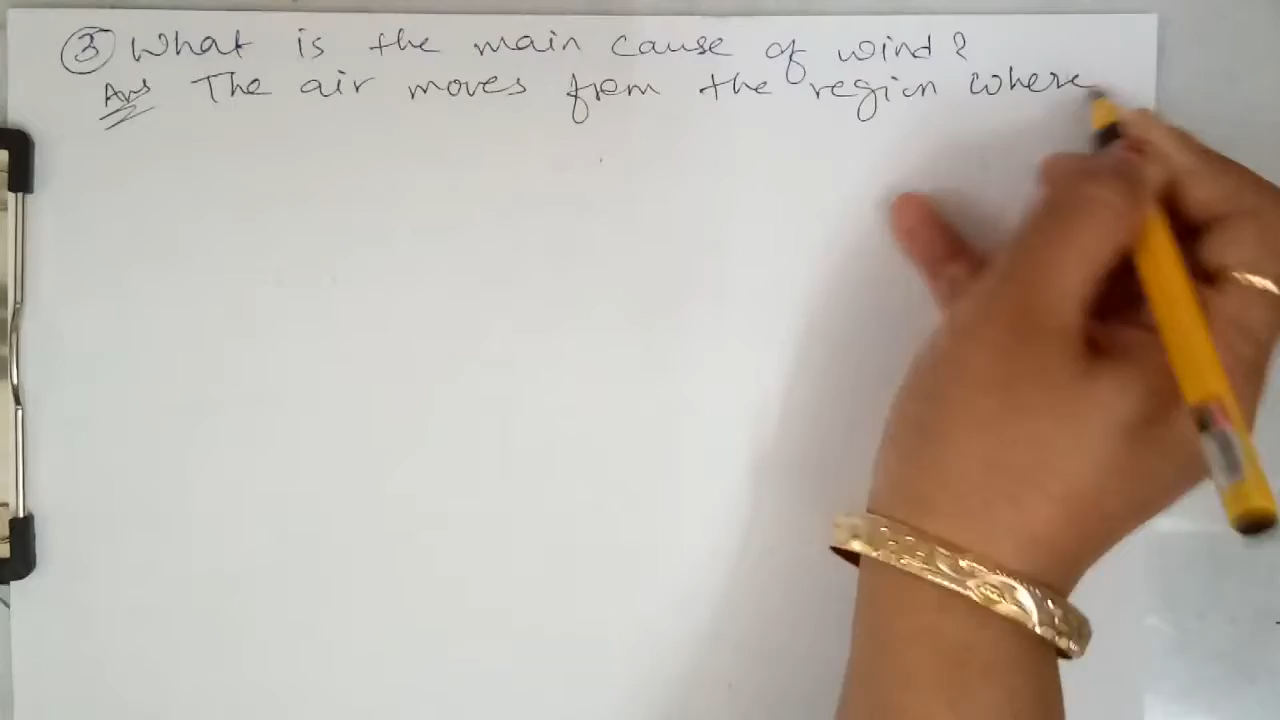 ③ What is the main cause of wind?
Ans The air moves from the region where